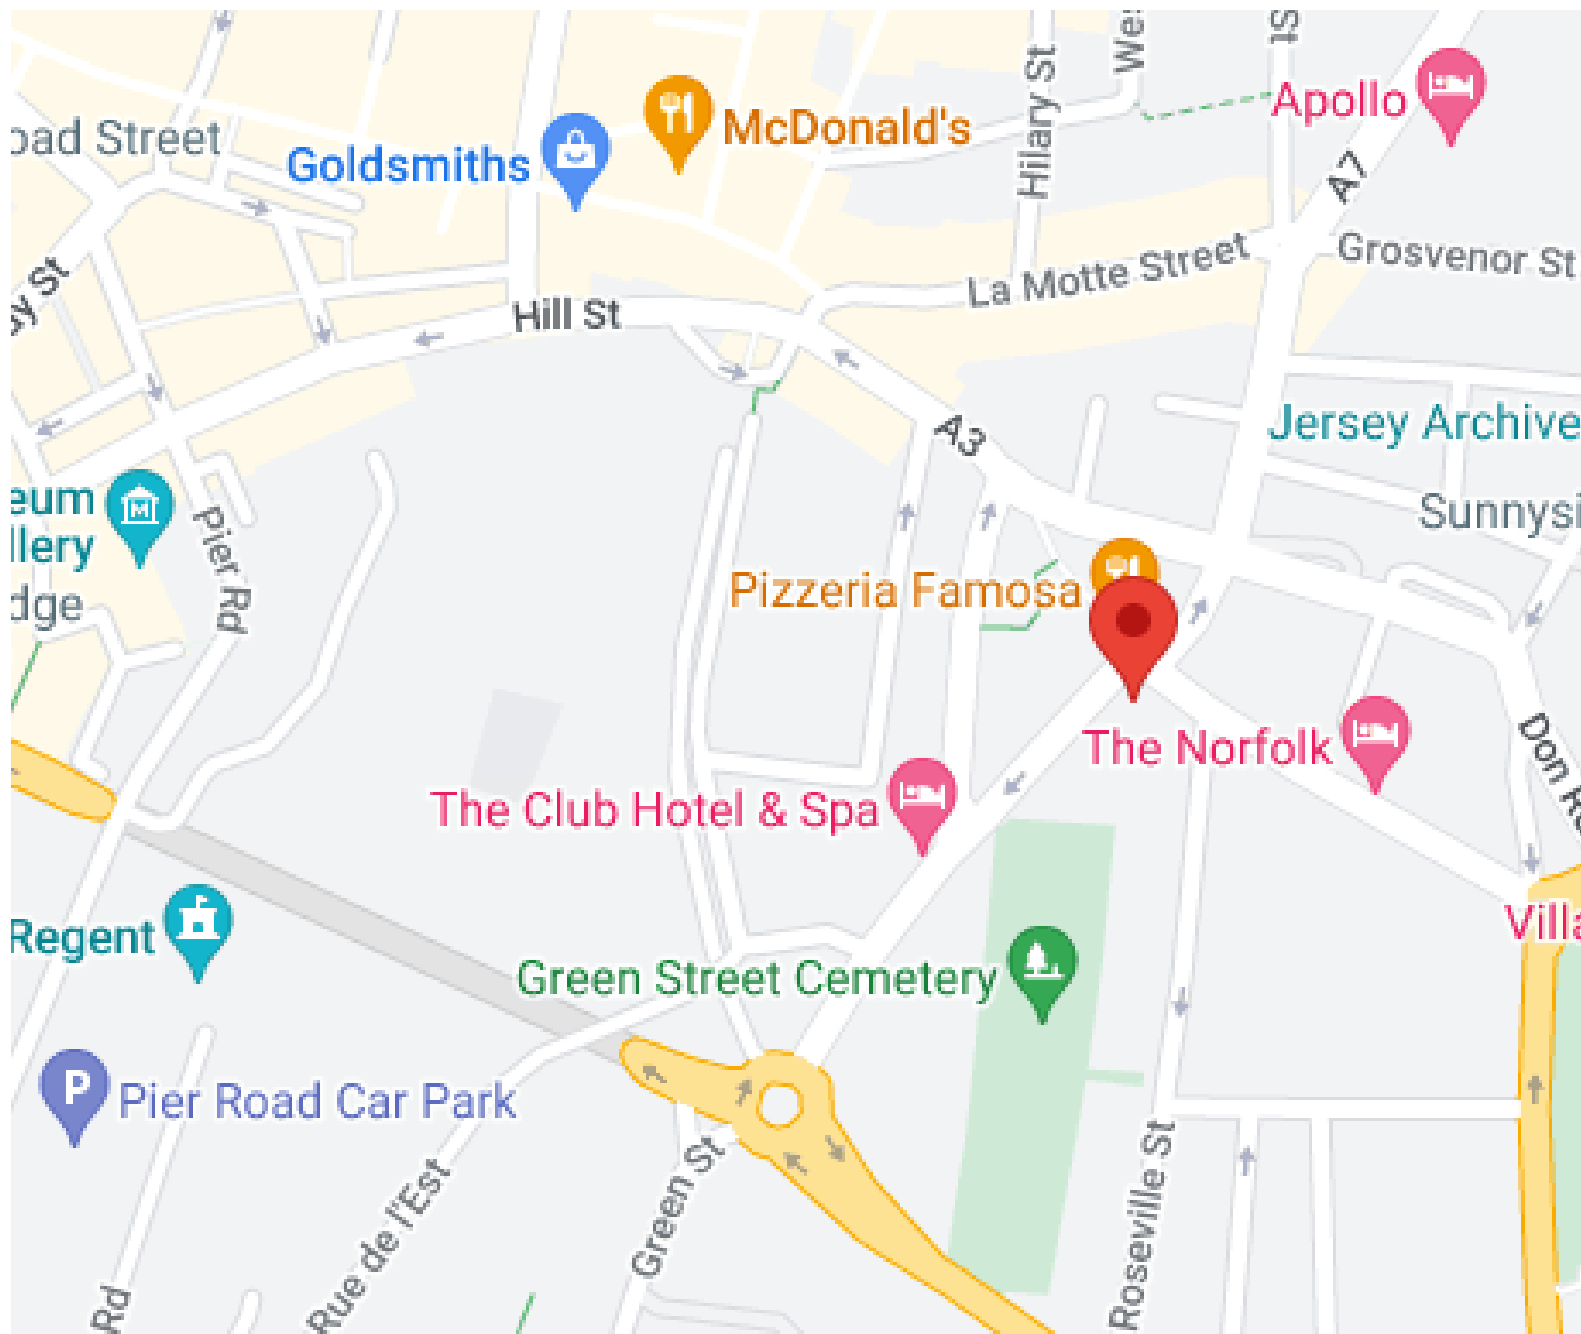 St
Apollo
McDonald's
Hilary St
oad Street
Goldsmiths
A7
La Motte Street
Grosvenor St
Hill St
A3
Jersey Archive
eum
llery
Sunnysi
Pier Rd
Pizzeria Famosa
dge
The Norfolk
Don R
The Club Hotel & Spa
Regent
Villa
Green Street Cemetery
P
Pier Road Car Park
Green St
Rue de l'Est
Roseville St
Rd